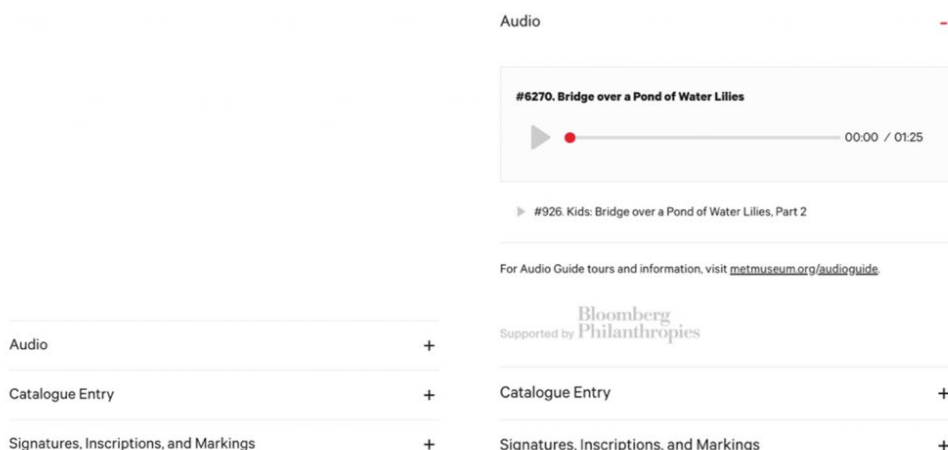 Audio
+
Catalogue Entry
+
Signatures, Inscriptions, and Markings
+
Audio
–
#6270. Bridge over a Pond of Water Lilies
00:00 / 01:25
#926. Kids: Bridge over a Pond of Water Lilies, Part 2
For Audio Guide tours and information, visit metmuseum.org/audioguide.
Supported by Bloomberg
Philanthropies
Catalogue Entry
+
Signatures, Inscriptions, and Markings
+